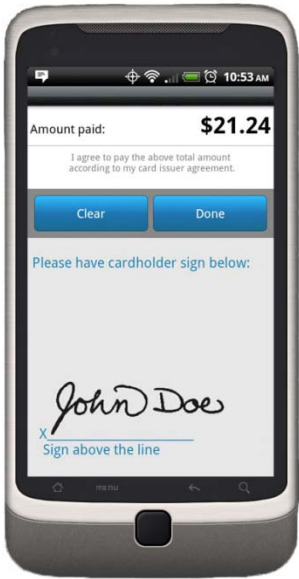 10:53 AM
Amount paid: $21.24
I agree to pay the above total amount
according to my card issuer agreement.
Clear Done
Please have cardholder sign below:
John Doe
X
Sign above the line
menu